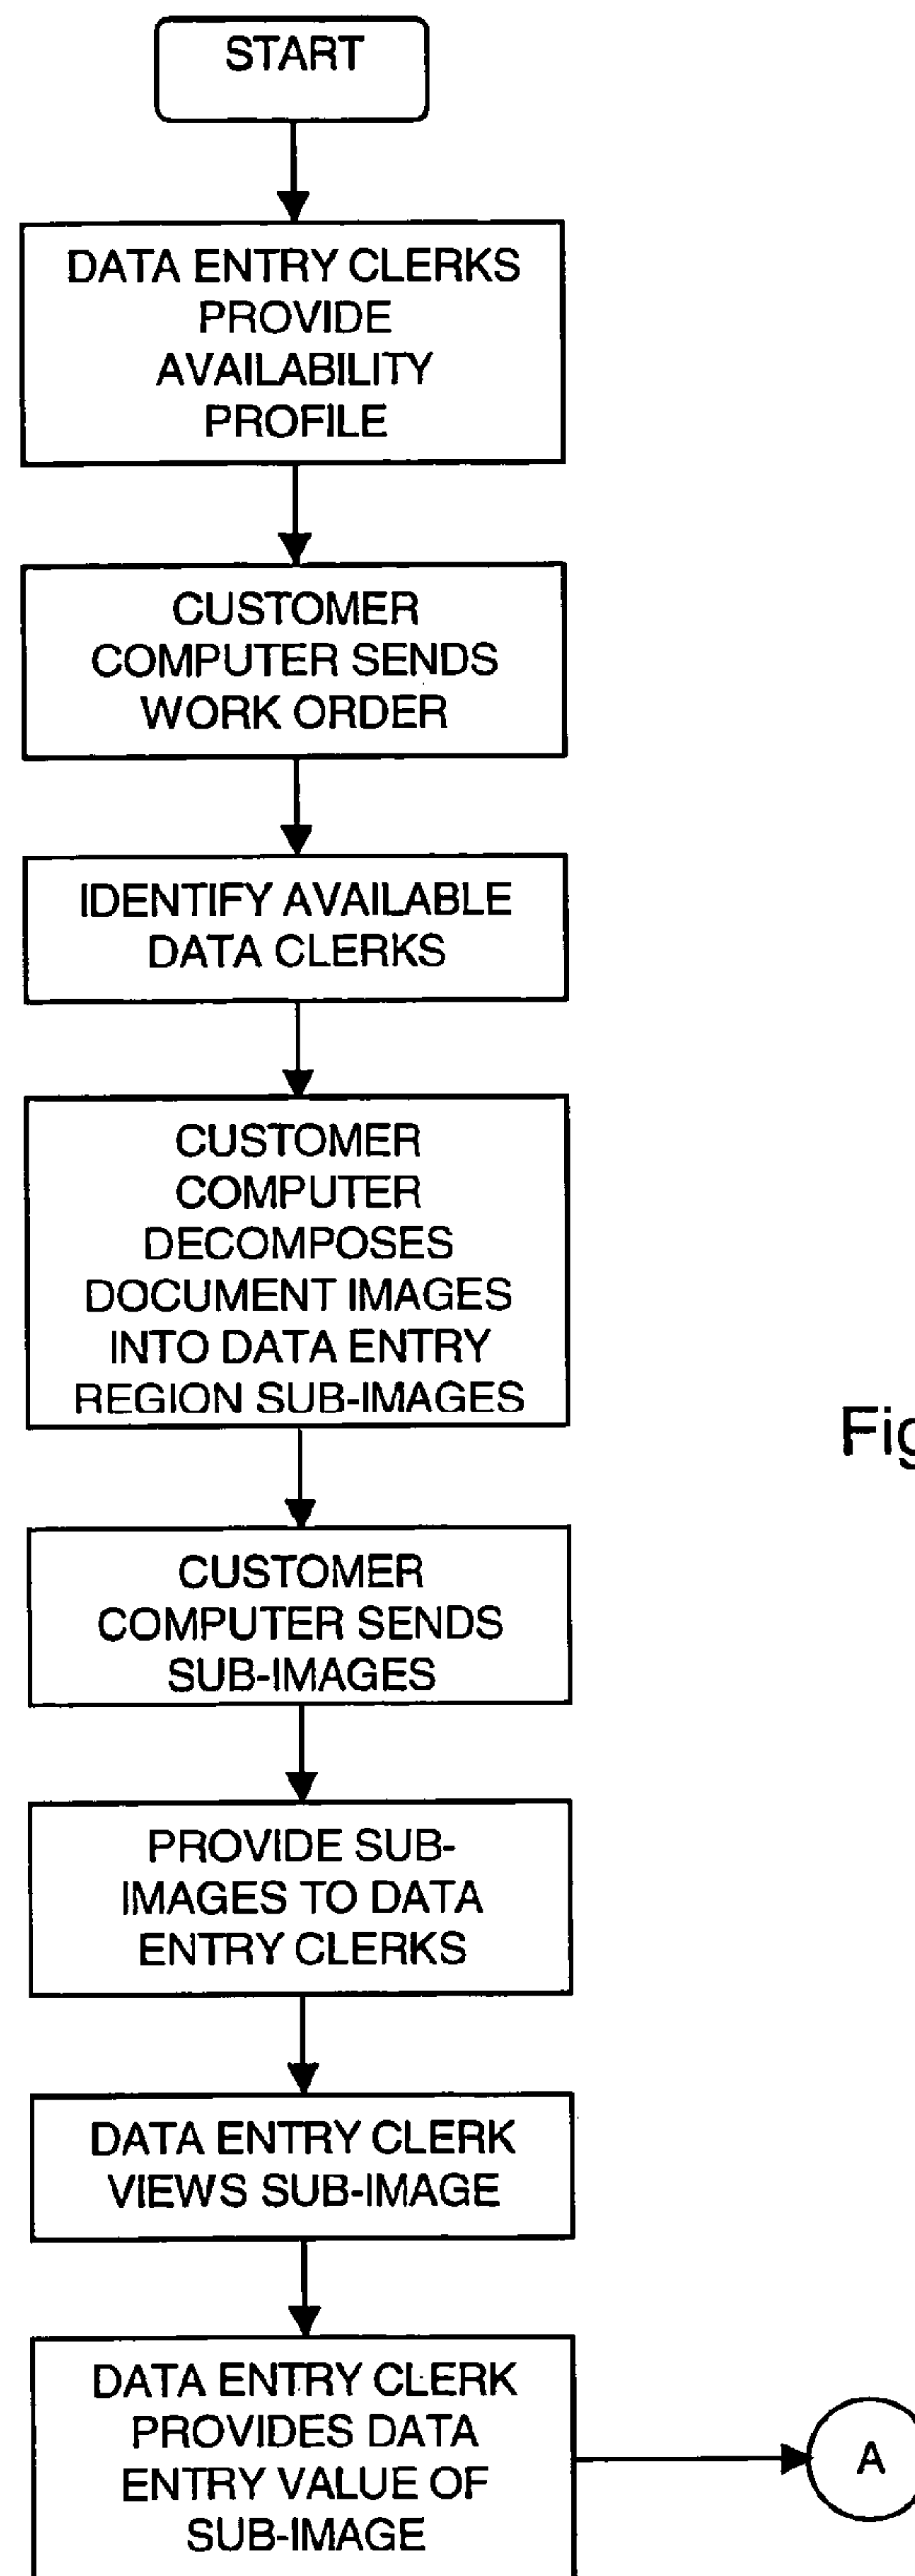 START
DATA ENTRY CLERKS
PROVIDE
AVAILABILITY
PROFILE
CUSTOMER
COMPUTER SENDS
WORK ORDER
IDENTIFY AVAILABLE
DATA CLERKS
CUSTOMER
COMPUTER
DECOMPOSES
DOCUMENT IMAGES
INTO DATA ENTRY
REGION SUB-IMAGES
Fig
CUSTOMER
COMPUTER SENDS
SUB-IMAGES
PROVIDE SUB-
IMAGES TO DATA
ENTRY CLERKS
DATA ENTRY CLERK
VIEWS SUB-IMAGE
DATA ENTRY CLERK
PROVIDES DATA
ENTRY VALUE OF
SUB-IMAGE
A